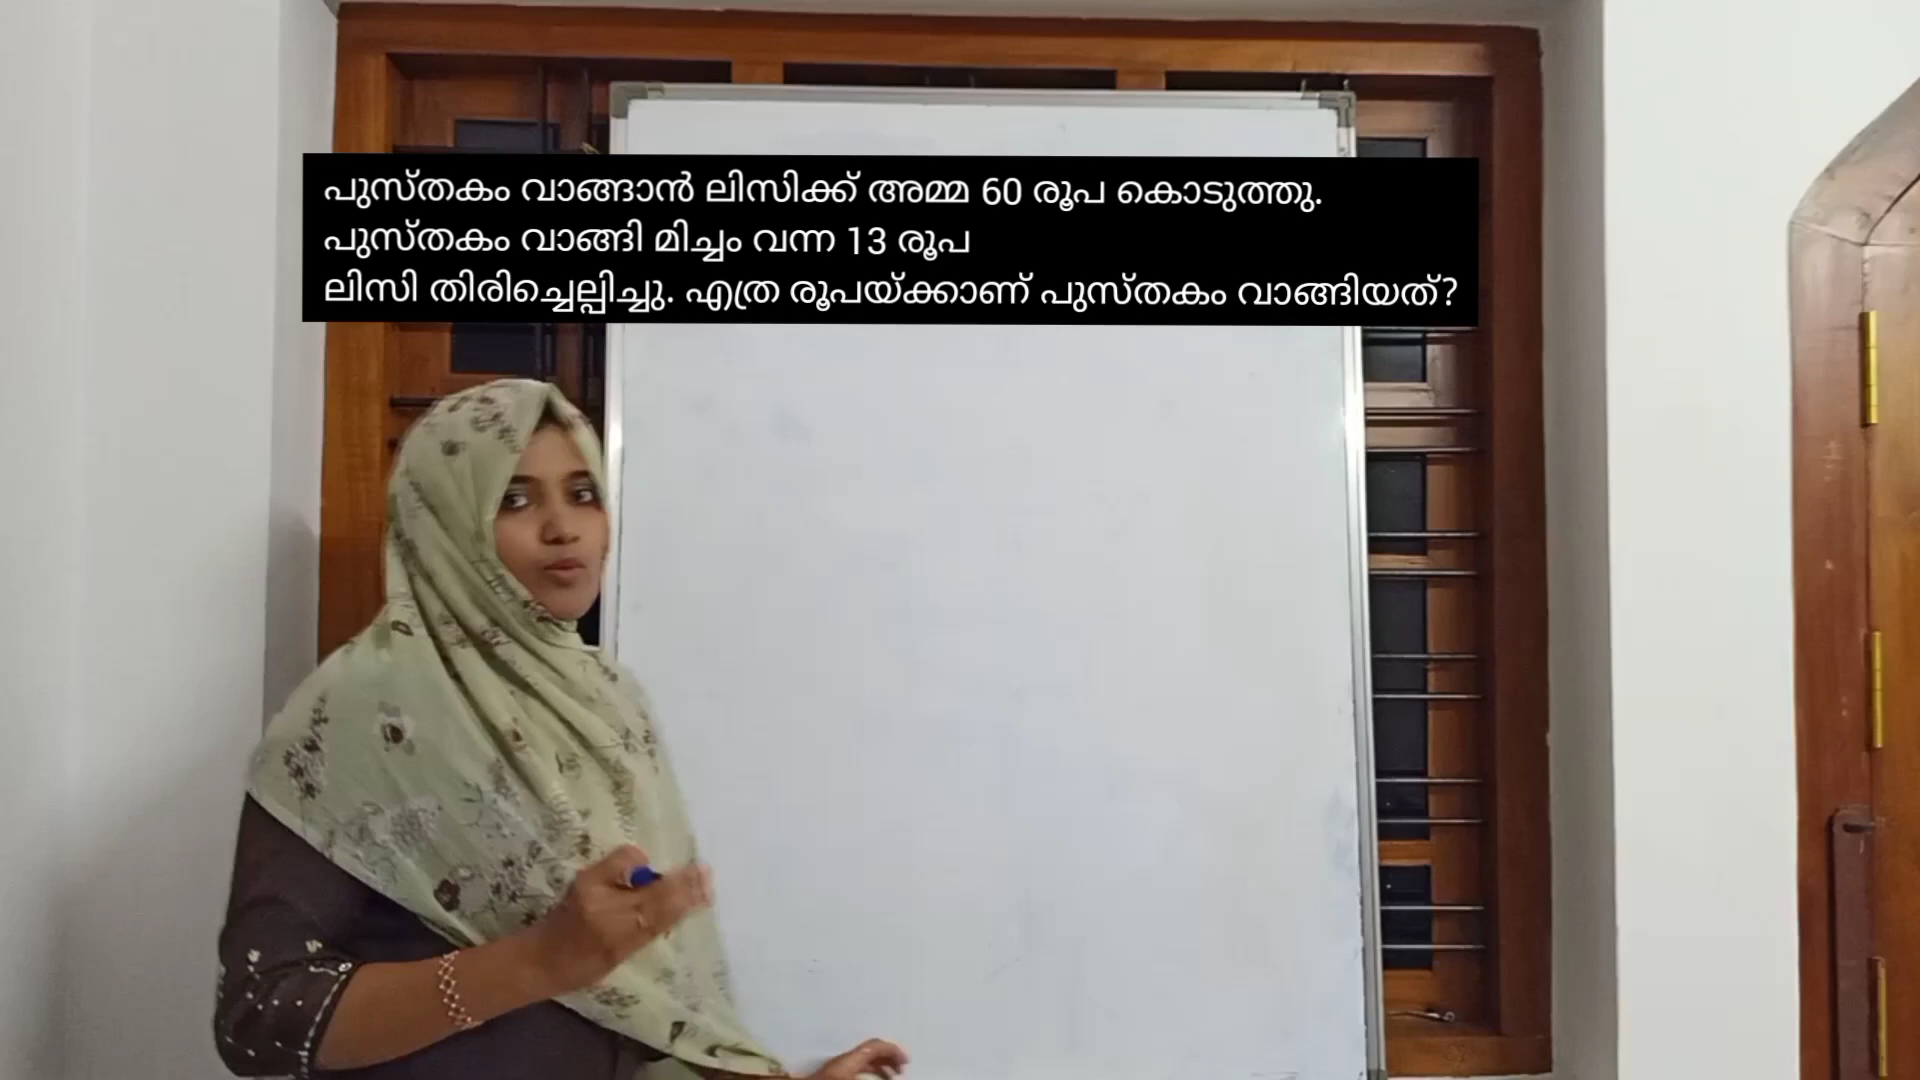 പുസ്തകം വാങ്ങാൻ ലിസിക്ക് അമ്മ 60 രൂപ കൊടുത്തു.
പുസ്തകം വാങ്ങി മിച്ചം വന്ന 13 രൂപ
ലിസി തിരിച്ചെല്പിച്ചു. എത്ര രൂപയ്ക്കാണ് പുസ്തകം വാങ്ങിയത്?